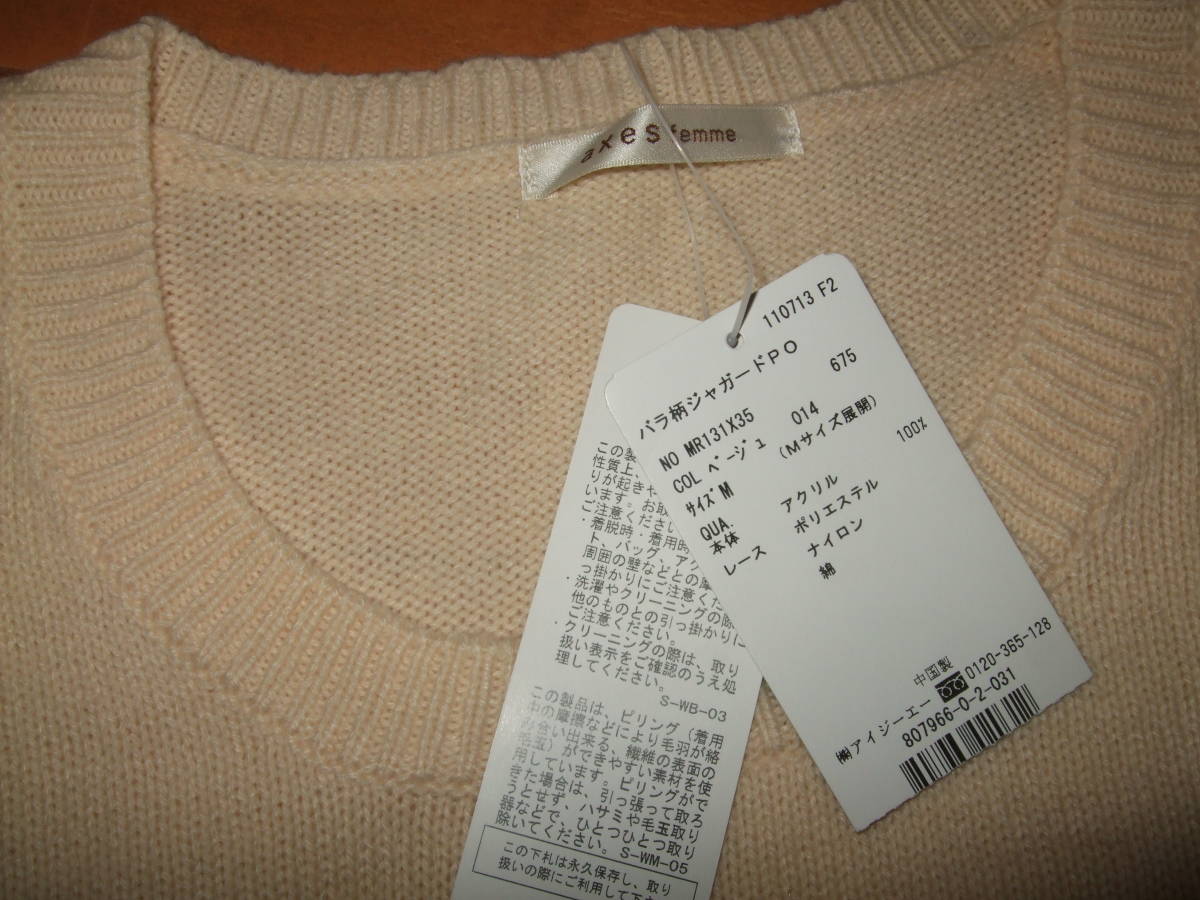 axes femme
110713 F2
バラ柄ジャガードPO
675
NO MR131X35
COL ベージュ 014
サイズ M (Mサイズ展開)
QUA.
本体 アクリル 100%
レース ポリエステル
ナイロン
綿
中国製
㈱アイジーエー 0120-365-128
807966-0-2-031
この製
性質上、
りが起きや
います。お取
ご注意ください
・着脱時・着用時
ト、バッグ、アク
周囲の壁などとの摩
っ掛かりにご注意くだ
・洗濯やクリーニングの際
他のものとの引っ掛かりに
ご注意ください。
・クリーニングの際は、取り
扱い表示をご確認のうえ処
理してください。
S-WB-03
この製品は、ピリング(着用
中の摩擦などにより毛羽が絡
み合い出来る、繊維の表面の
毛玉)ができやすい素材を使
用しています。ピリングがで
きた場合は、引っ張って取ろ
うとせず、ハサミや毛玉取り
器などで、ひとつひとつ取り
除いてください。S-WM-05
この下札は永久保存し、取り
扱いの際にご利用して下